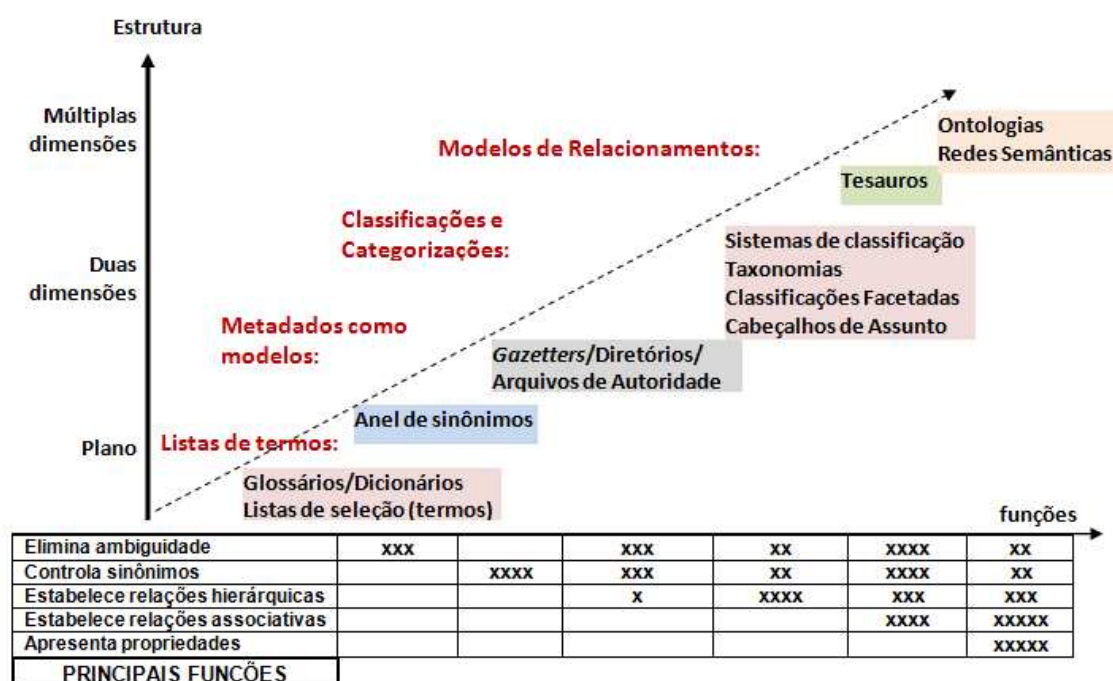 Estrutura
Múltiplas
dimensões
Ontologias
Redes Semânticas
Modelos de Relacionamentos:
Tesauros
Classificações e
Categorizações:
Sistemas de classificação
Taxonomias
Classificações Facetadas
Cabeçalhos de Assunto
Duas
dimensões
Metadados como
modelos:
Gazetters/Diretórios/
Arquivos de Autoridade
Anel de sinônimos
Plano
Listas de termos:
Glossários/Dicionários
Listas de seleção (termos)
funções
Elimina ambiguidade xxx xxx xx xxxx xx
Controla sinônimos xxxx xxx xx xxxx xx
Estabelece relações hierárquicas x xxxx xxx xxx
Estabelece relações associativas xxxx xxxxx
Apresenta propriedades xxxxx
PRINCIPAIS FUNÇÕES